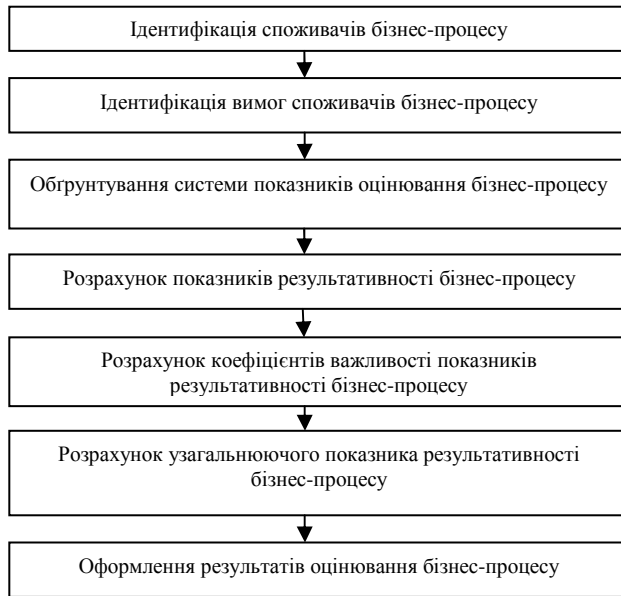 Ідентифікація споживачів бізнес-процесу
Ідентифікація вимог споживачів бізнес-процесу
Обґрунтування системи показників оцінювання бізнес-процесу
Розрахунок показників результативності бізнес-процесу
Розрахунок коефіцієнтів важливості показників
результативності бізнес-процесу
Розрахунок узагальнюючого показника результативності
бізнес-процесу
Оформлення результатів оцінювання бізнес-процесу